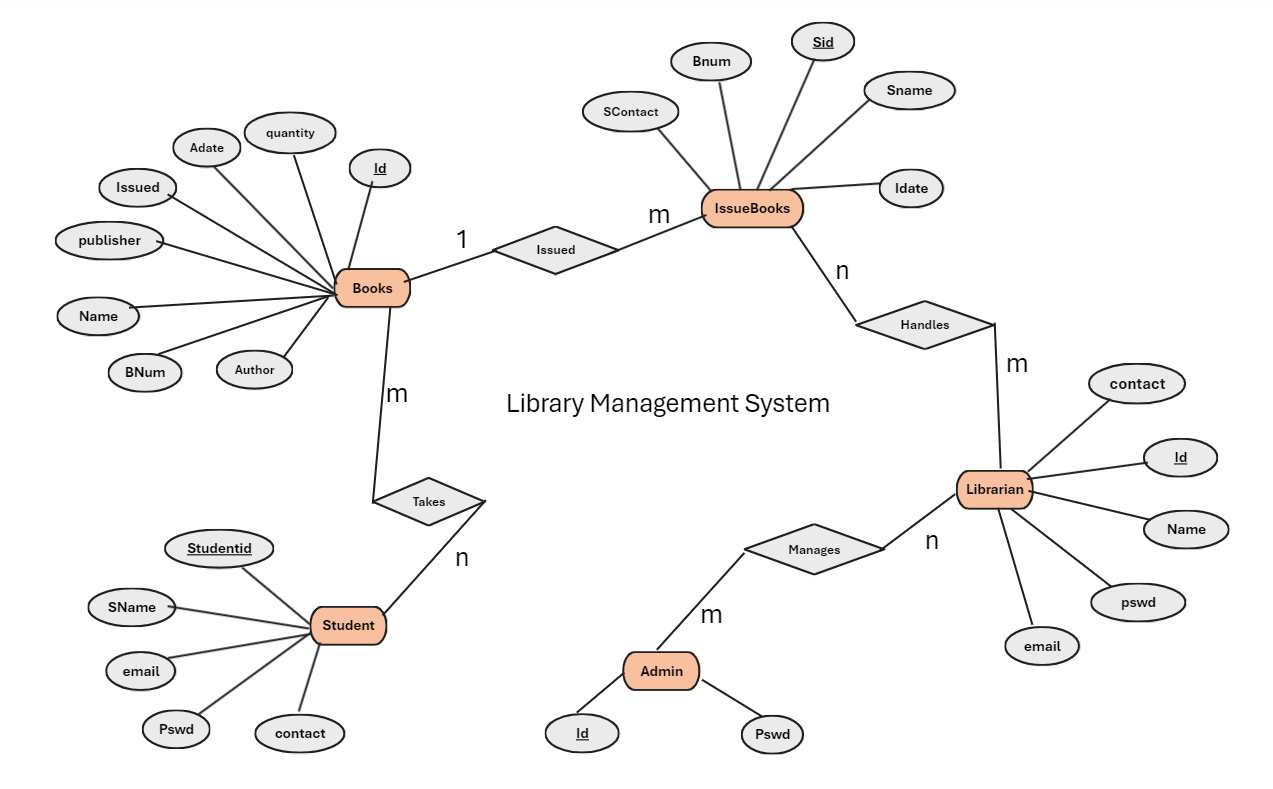 Sid
Bnum
Sname
SContact
quantity
Adate
Id
Issued
Idate
IssueBooks
m
publisher
1
Issued
n
Books
Name
Handles
BNum
Author
m
contact
m
Library Management System
Id
Librarian
Takes
Name
n
Manages
n
Studentid
pswd
SName
m
Student
email
email
Admin
Pswd
contact
Id
Pswd